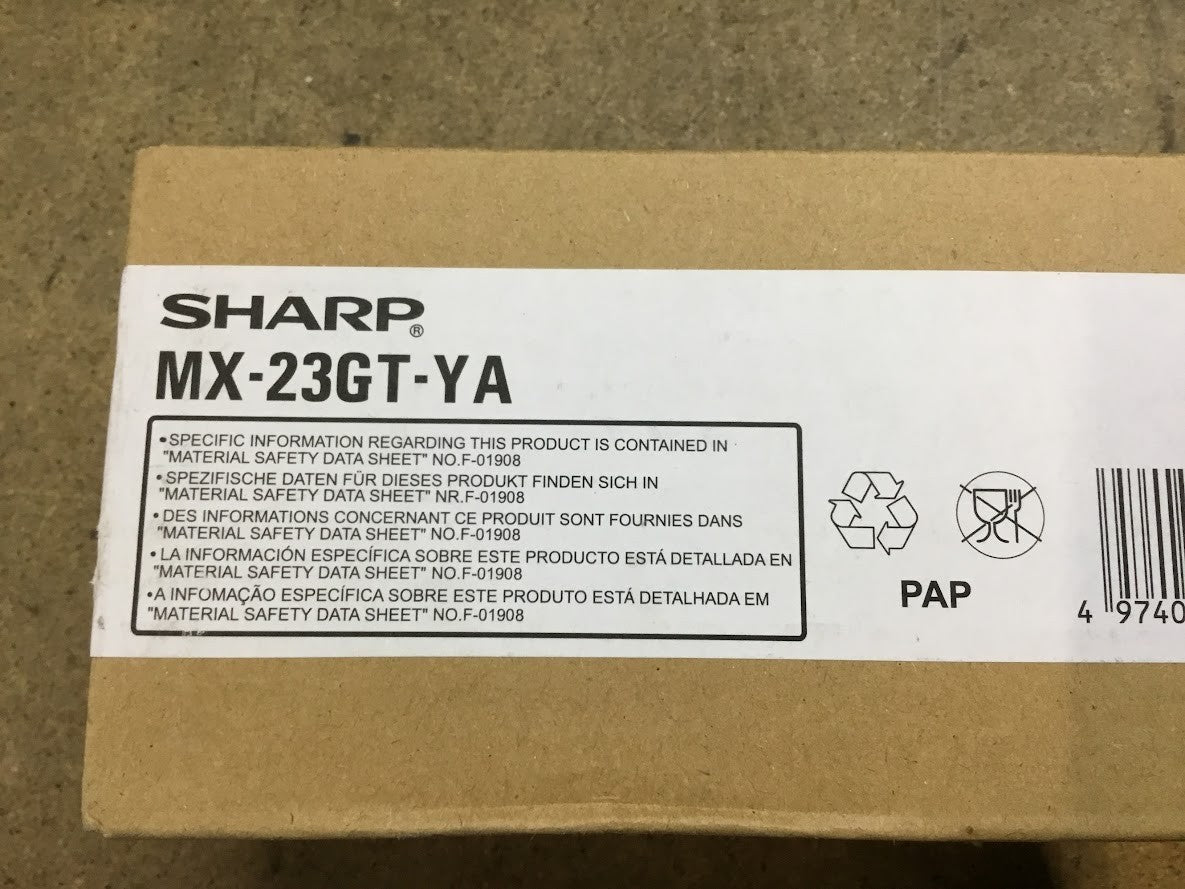 SHARP®
MX-23GT-YA
•SPECIFIC INFORMATION REGARDING THIS PRODUCT IS CONTAINED IN
"MATERIAL SAFETY DATA SHEET" NO.F-01908
•SPEZIFISCHE DATEN FÜR DIESES PRODUKT FINDEN SICH IN
"MATERIAL SAFETY DATA SHEET" NR.F-01908
•DES INFORMATIONS CONCERNANT CE PRODUIT SONT FOURNIES DANS
"MATERIAL SAFETY DATA SHEET" NO.F-01908
•LA INFORMACIÓN ESPECÍFICA SOBRE ESTE PRODUCTO ESTÁ DETALLADA EN
"MATERIAL SAFETY DATA SHEET" NO.F-01908
•A INFOMAÇÃO ESPECÍFICA SOBRE ESTE PRODUTO ESTÁ DETALHADA EM
"MATERIAL SAFETY DATA SHEET" NO.F-01908
PAP
4 9740